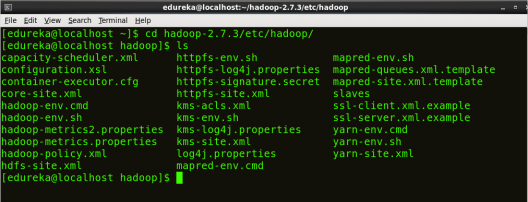 edureka@localhost:~/hadoop-2.7.3/etc/hadoop
File Edit View Search Terminal Help
[edureka@localhost ~]$ cd hadoop-2.7.3/etc/hadoop/
[edureka@localhost hadoop]$ ls
capacity-scheduler.xml httpfs-env.sh mapred-env.sh
configuration.xsl httpfs-log4j.properties mapred-queues.xml.template
container-executor.cfg httpfs-signature.secret mapred-site.xml.template
core-site.xml httpfs-site.xml slaves
hadoop-env.cmd kms-acls.xml ssl-client.xml.example
hadoop-env.sh kms-env.sh ssl-server.xml.example
hadoop-metrics2.properties kms-log4j.properties yarn-env.cmd
hadoop-metrics.properties kms-site.xml yarn-env.sh
hadoop-policy.xml log4j.properties yarn-site.xml
hdfs-site.xml mapred-env.cmd
[edureka@localhost hadoop]$